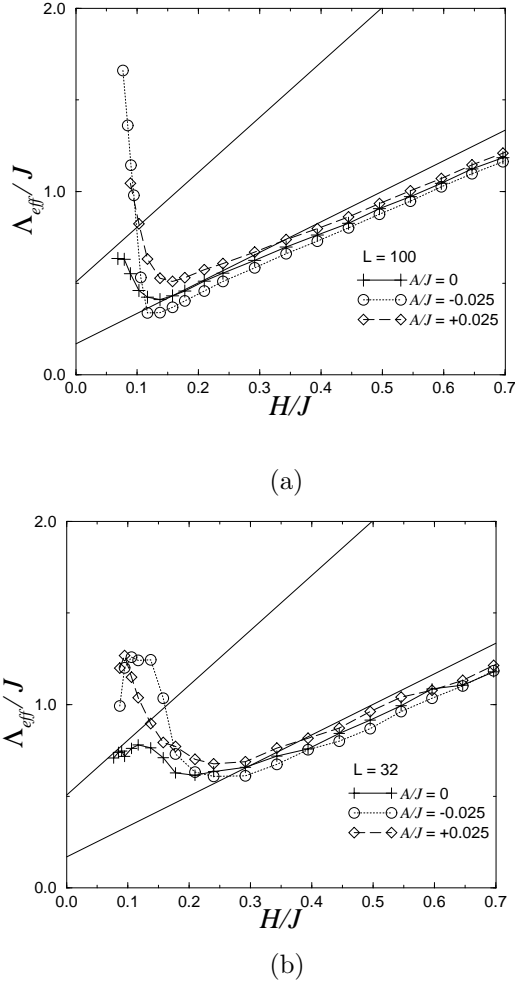 2.0
1.0
0.0
Λeff/J
L = 100
A/J = 0
A/J = -0.025
A/J = +0.025
0.0 0.1 0.2 0.3 0.4 0.5 0.6 0.7
H/J
(a)
2.0
1.0
0.0
Λeff/J
L = 32
A/J = 0
A/J = -0.025
A/J = +0.025
0.0 0.1 0.2 0.3 0.4 0.5 0.6 0.7
H/J
(b)